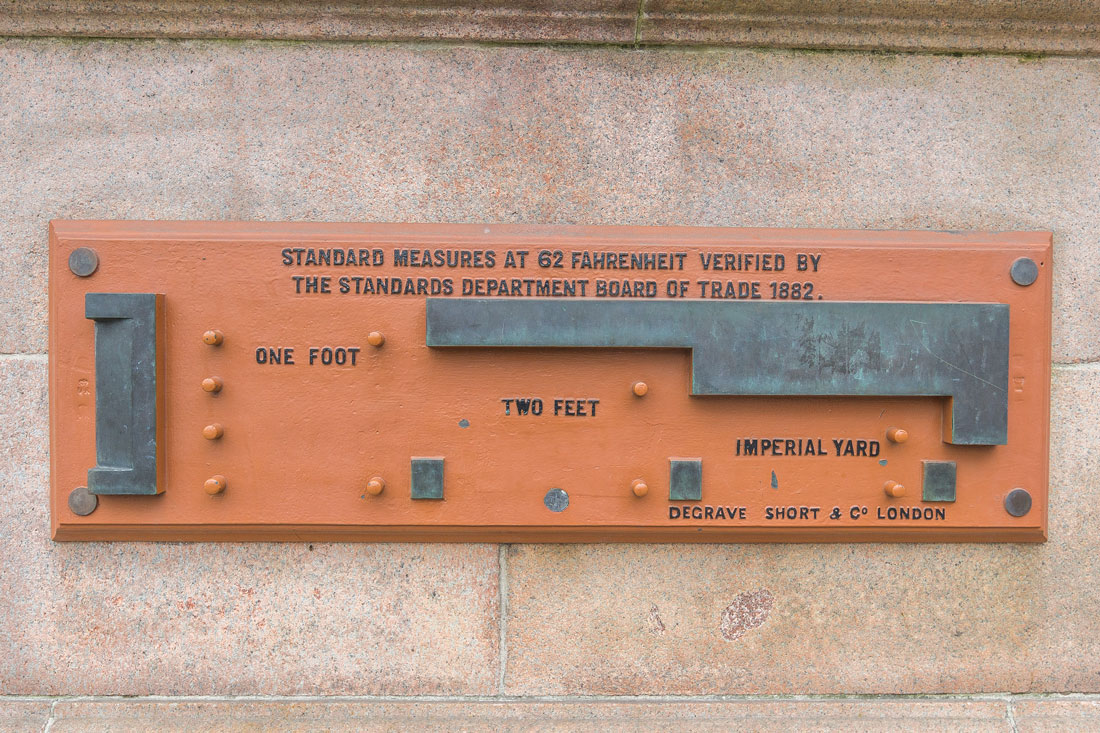 STANDARD MEASURES AT 62 FAHRENHEIT VERIFIED BY
THE STANDARDS DEPARTMENT BOARD OF TRADE 1882.
ONE FOOT
TWO FEET
IMPERIAL YARD
DEGRAVE SHORT & Cº LONDON